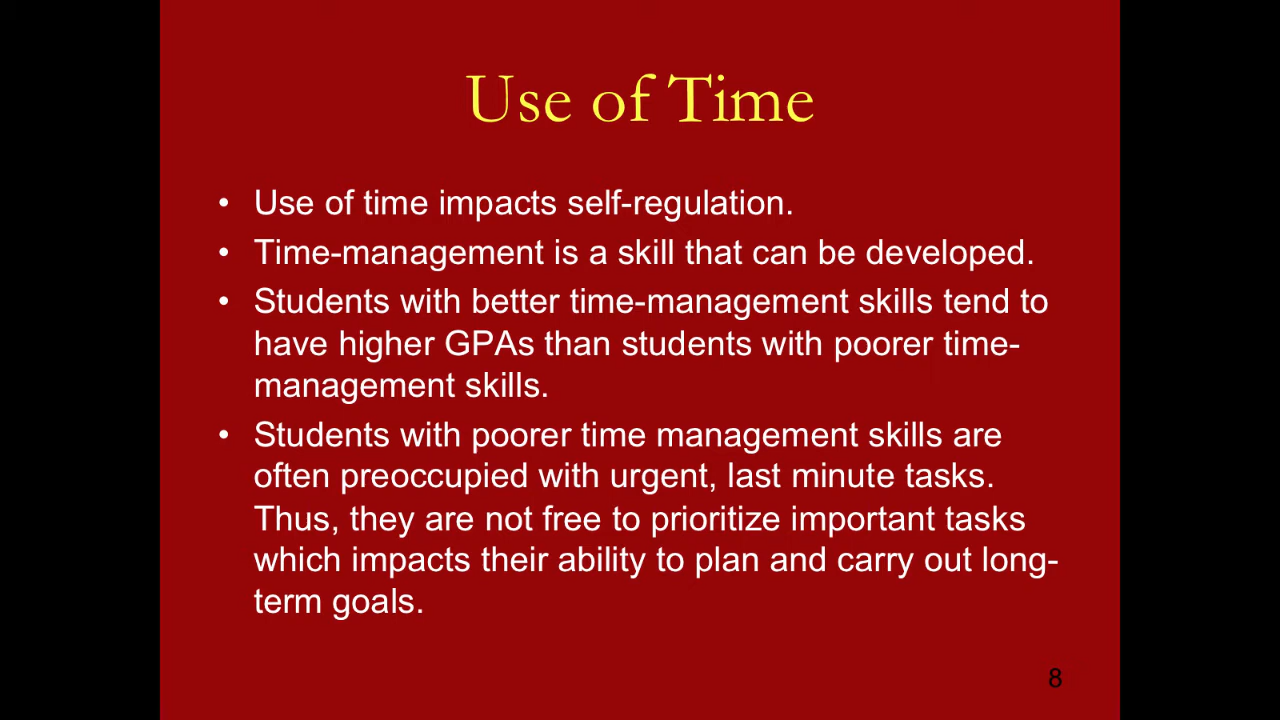 Use of Time
• Use of time impacts self-regulation.
• Time-management is a skill that can be developed.
• Students with better time-management skills tend to
have higher GPAs than students with poorer time-
management skills.
• Students with poorer time management skills are
often preoccupied with urgent, last minute tasks.
Thus, they are not free to prioritize important tasks
which impacts their ability to plan and carry out long-
term goals.
8